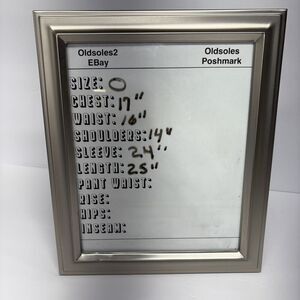 Oldsoles2 Oldsoles
EBay Poshmark
SIZE: 0
CHEST: 17"
WAIST: 16"
SHOULDERS: 14"
SLEEVE: 24"
LENGTH: 25"
PANT WAIST:
RISE:
HIPS:
INSEAM: